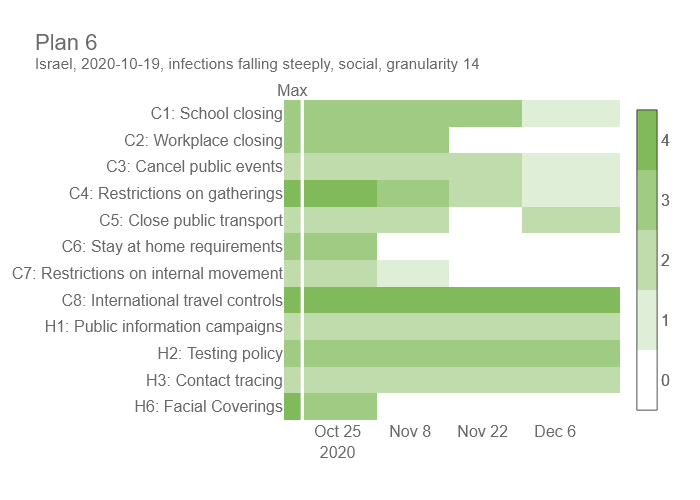 Plan 6
Israel, 2020-10-19, infections falling steeply, social, granularity 14
Max
C1: School closing
C2: Workplace closing
C3: Cancel public events
C4: Restrictions on gatherings
C5: Close public transport
C6: Stay at home requirements
C7: Restrictions on internal movement
C8: International travel controls
H1: Public information campaigns
H2: Testing policy
H3: Contact tracing
H6: Facial Coverings
Oct 25 Nov 8 Nov 22 Dec 6
2020
4
3
2
1
0